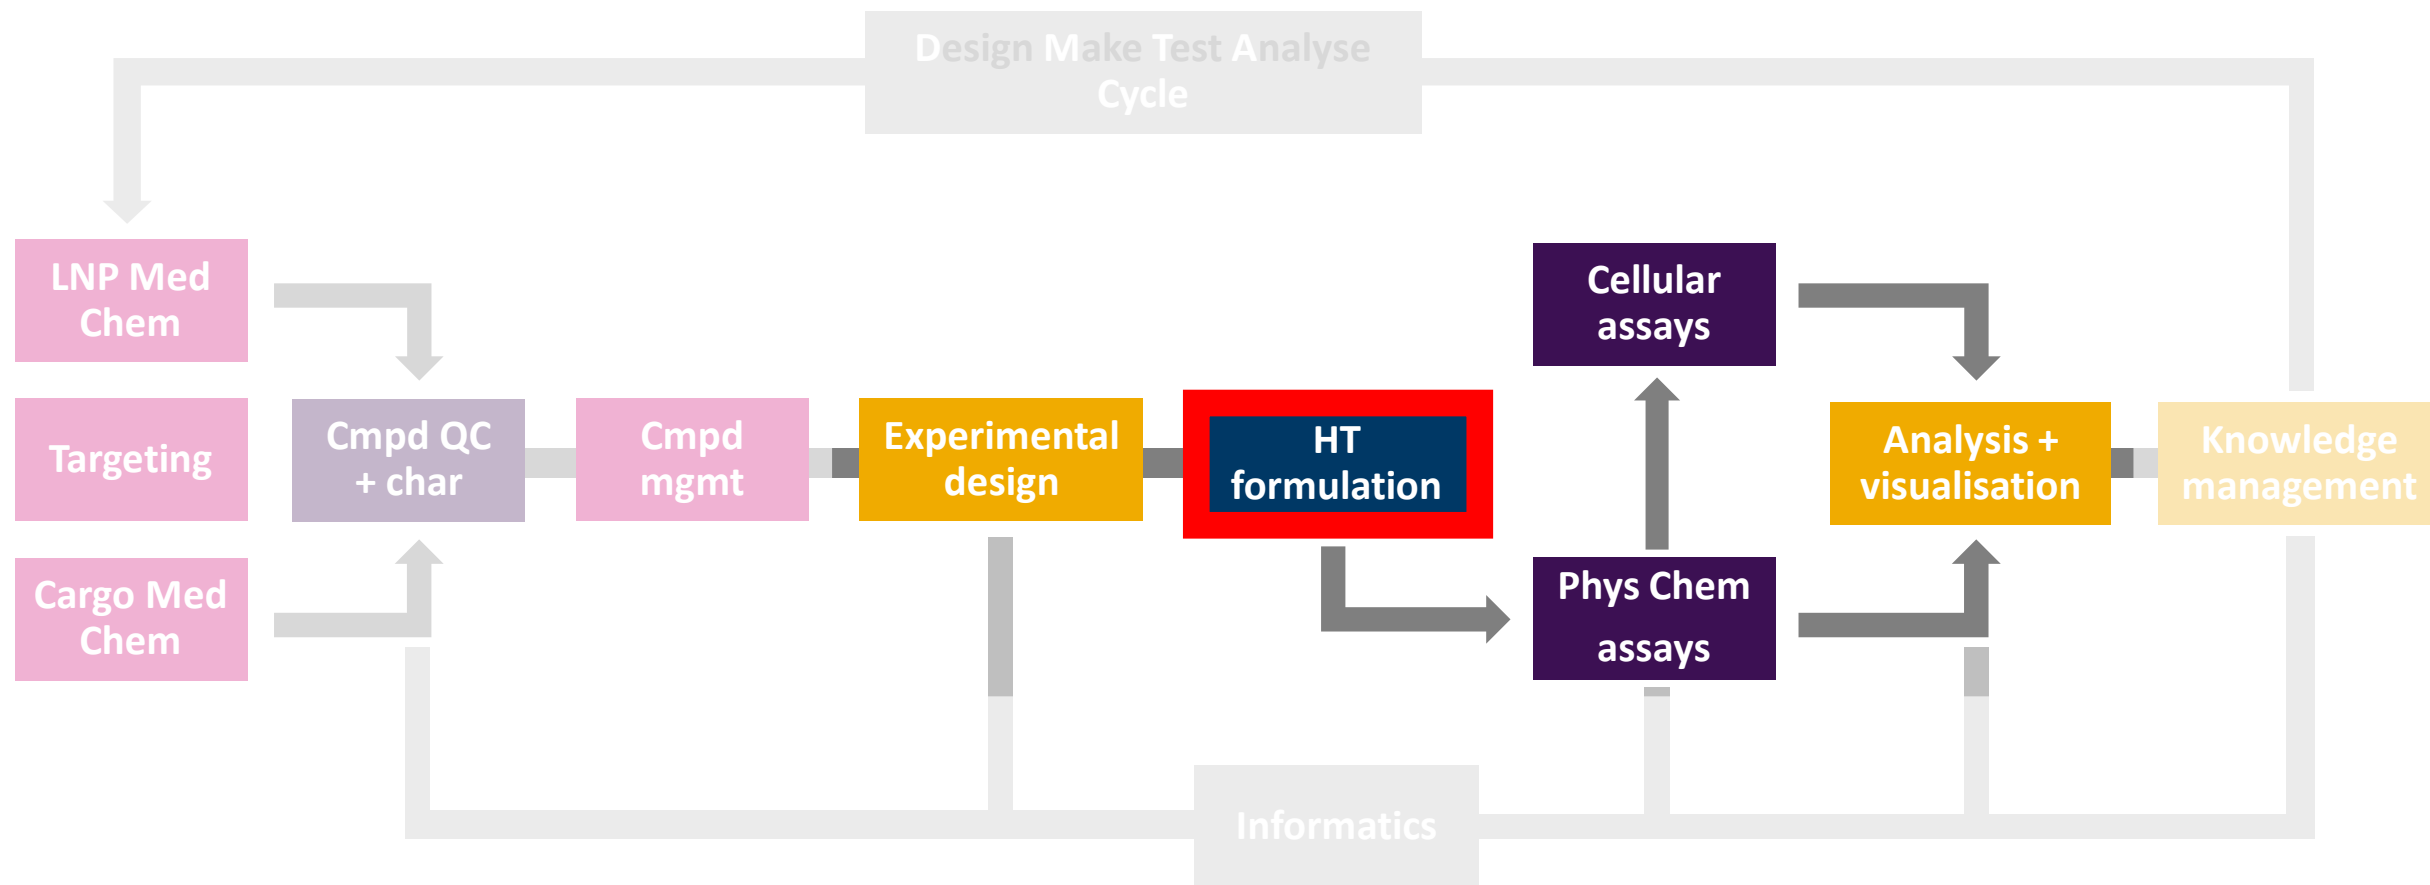 Design Make Test Analyse
Cycle
LNP Med
Chem
Targeting
Cargo Med
Chem
Cmpd QC
+ char
Cmpd
mgmt
Experimental
design
HT
formulation
Cellular
assays
Phys Chem
assays
Analysis +
visualisation
Knowledge
management
Informatics